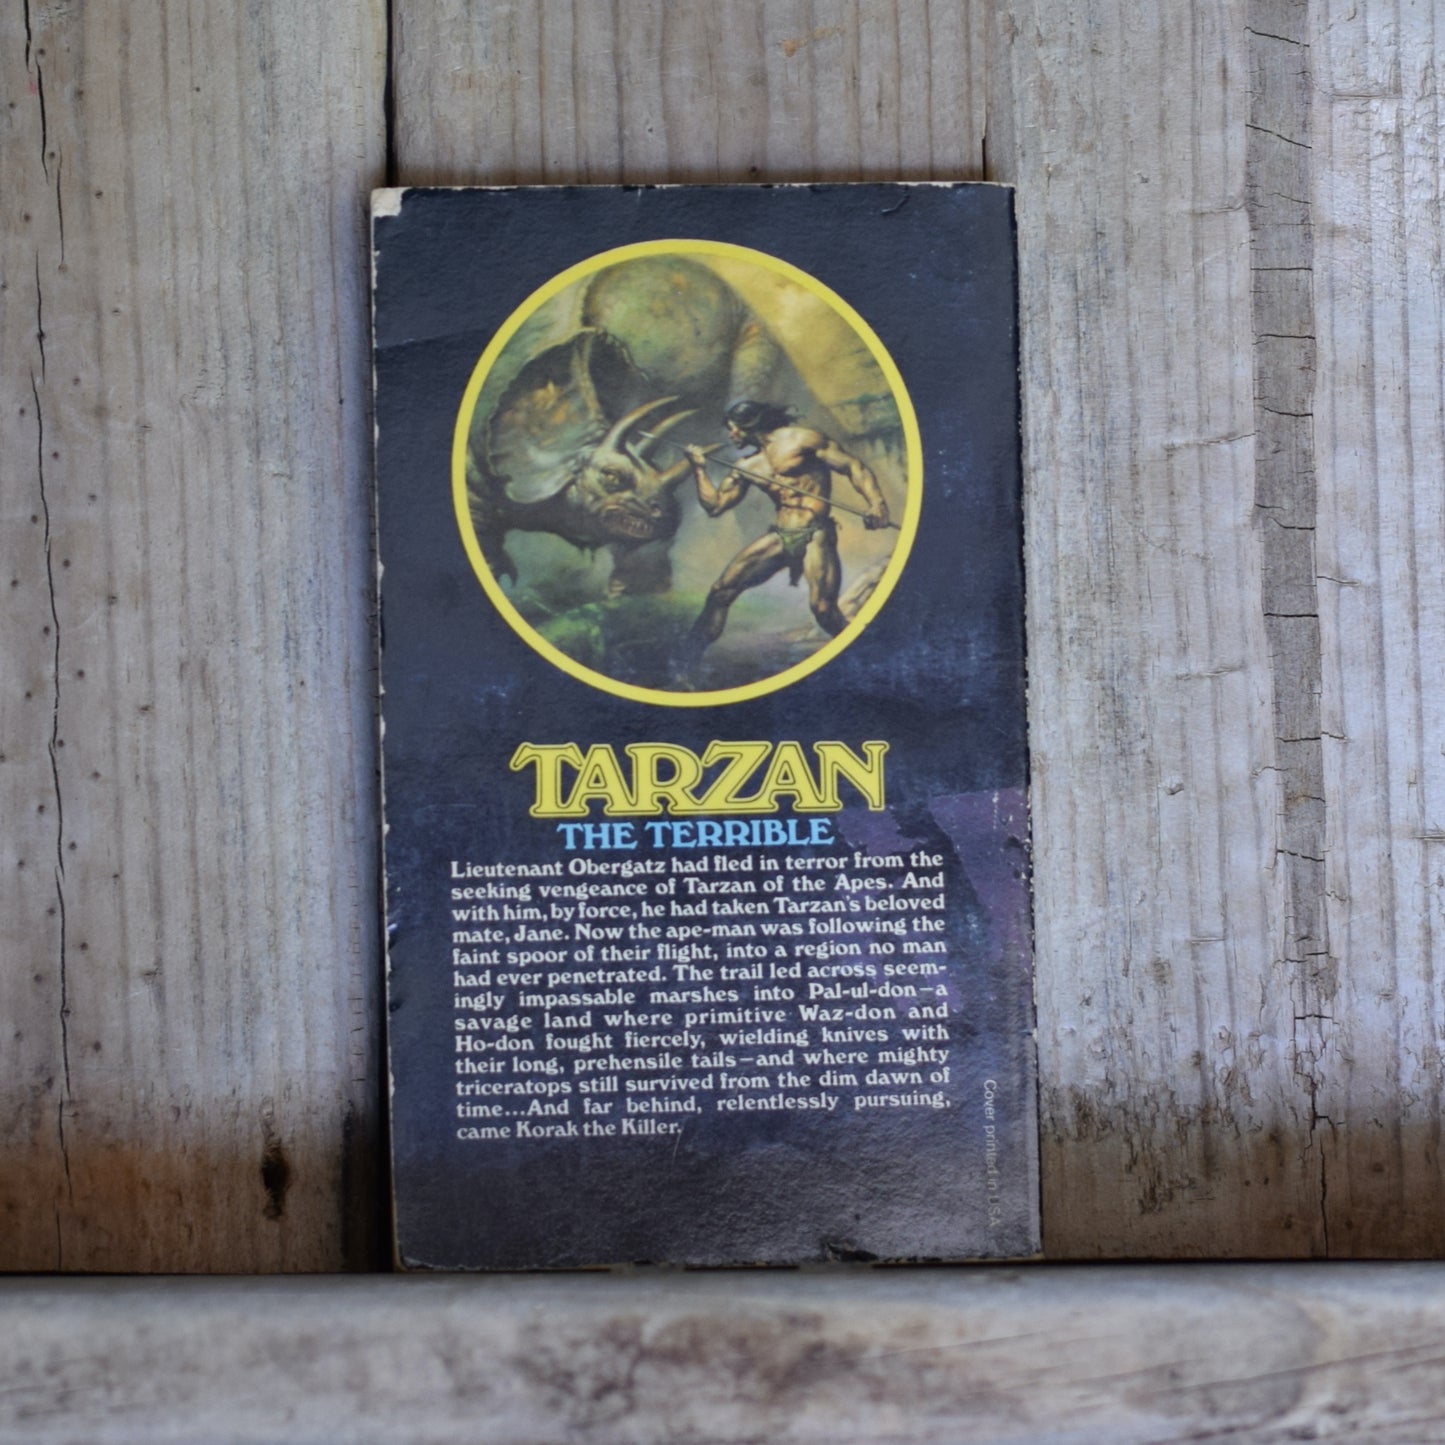 TARZAN
THE TERRIBLE
Lieutenant Obergatz had fled in terror from the
seeking vengeance of Tarzan of the Apes. And
with him, by force, he had taken Tarzan's beloved
mate, Jane. Now the ape-man was following the
faint spoor of their flight, into a region no man
had ever penetrated. The trail led across seem-
ingly impassable marshes into Pal-ul-don—a
savage land where primitive Waz-don and
Ho-don fought fiercely, wielding knives with
their long, prehensile tails—and where mighty
triceratops still survived from the dim dawn of
time...And far behind, relentlessly pursuing,
came Korak the Killer.
Cover printed in USA